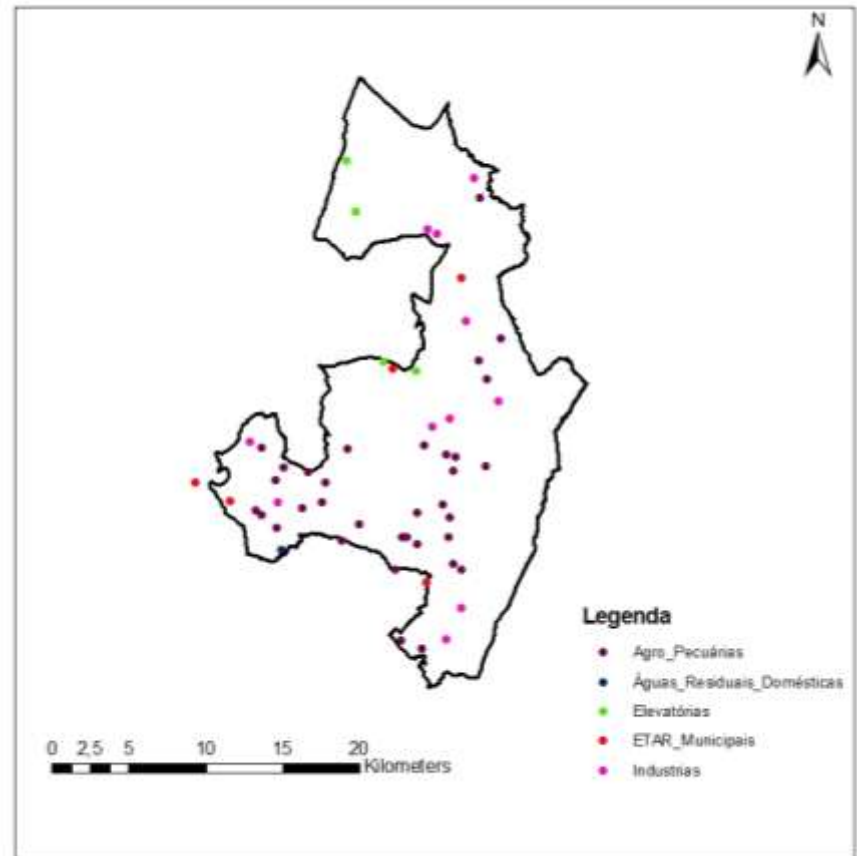 N
Legenda
Agro_Pecuárias
Águas_Residuais_Domésticas
Elevatórias
ETAR_Municipais
Industrias
0 2,5 5 10 15 20
Kilometers